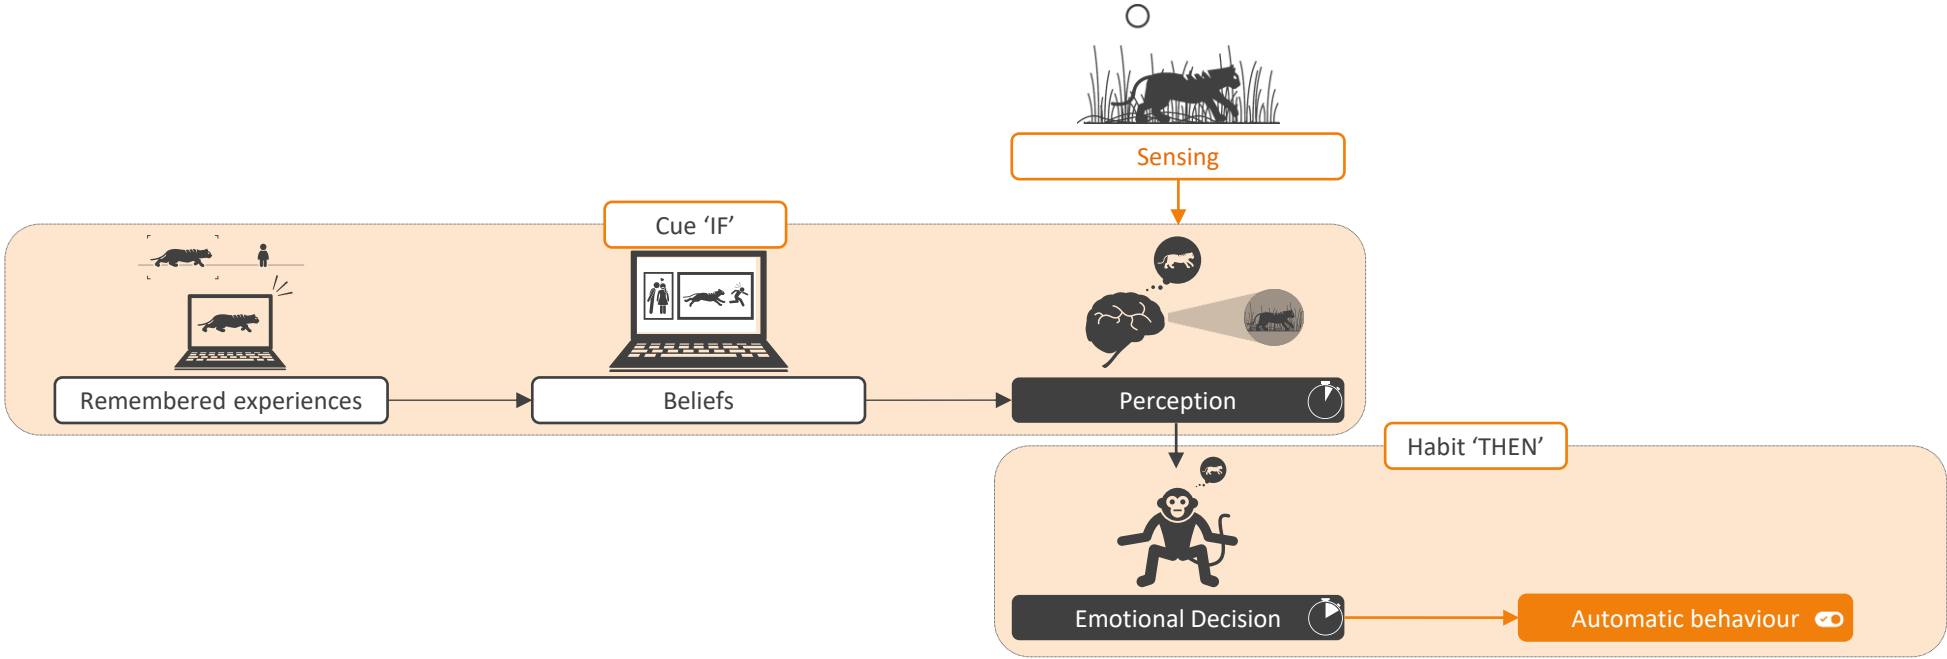 Sensing
Cue ‘IF’
Remembered experiences
Beliefs
Perception
Habit ‘THEN’
Emotional Decision
Automatic behaviour